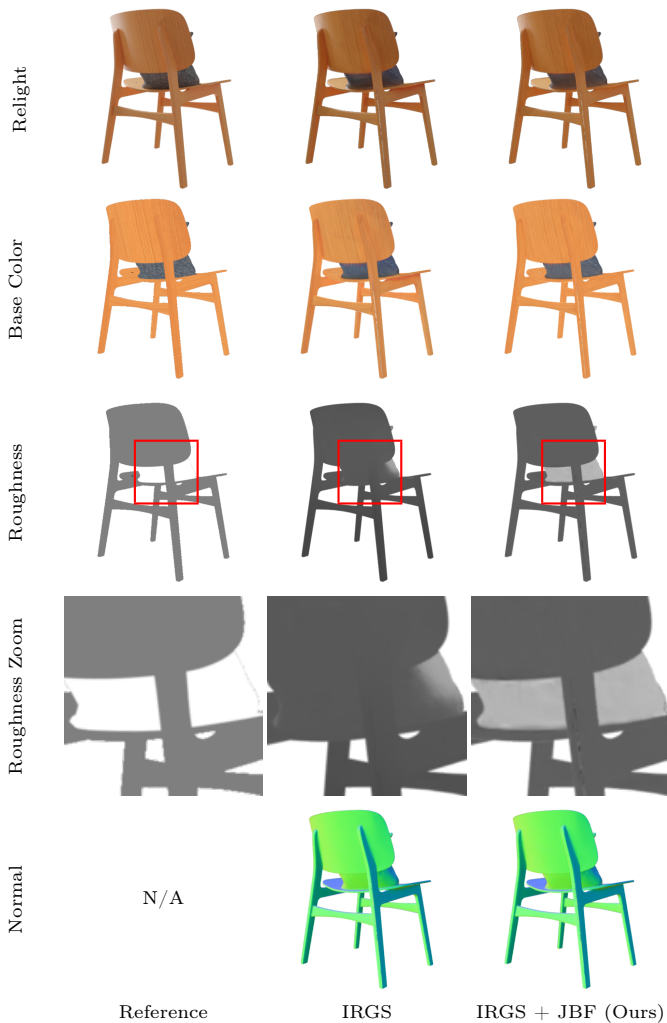 Relight
Base Color
Roughness
Roughness Zoom
Normal
N/A
Reference
IRGS
IRGS + JBF (Ours)